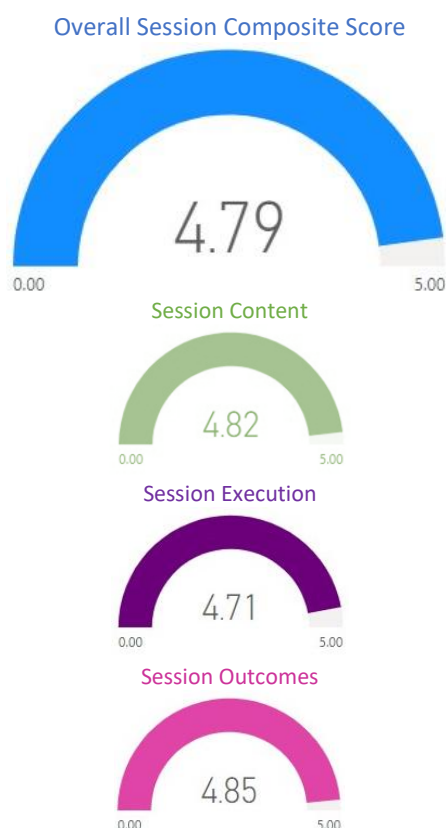 Overall Session Composite Score
4.79
0.00 5.00
Session Content
4.82
0.00 5.00
Session Execution
4.71
0.00 5.00
Session Outcomes
4.85
0.00 5.00